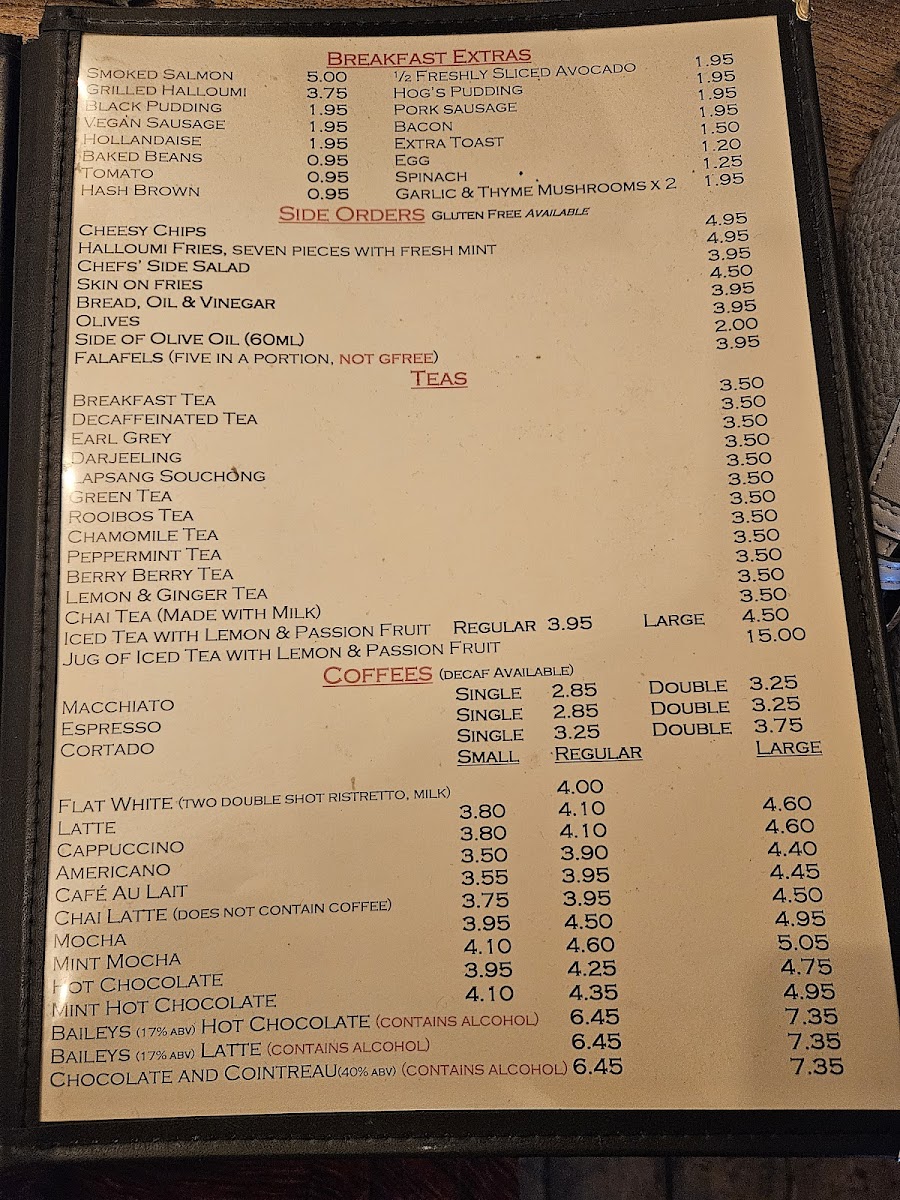 Breakfast Extras
Smoked Salmon 5.00 ½ Freshly Sliced Avocado 1.95
Grilled Halloumi 3.75 Hog's Pudding 1.95
Black Pudding 1.95 Pork sausage 1.95
Vegan Sausage 1.95 Bacon 1.95
Hollandaise 1.95 Extra Toast 1.50
Baked Beans 0.95 Egg 1.20
Tomato 0.95 Spinach 1.25
Hash Brown 0.95 Garlic & Thyme Mushrooms x 2 1.95
Side Orders Gluten Free Available
Cheesy Chips 4.95
Halloumi Fries, seven pieces with fresh mint 4.95
Chefs' Side Salad 3.95
Skin on fries 4.50
Bread, Oil & Vinegar 3.95
Olives 3.95
Side of Olive Oil (60ml) 2.00
Falafels (five in a portion, not gfree) 3.95
Teas
Breakfast Tea 3.50
Decaffeinated Tea 3.50
Earl Grey 3.50
Darjeeling 3.50
Lapsang Souchong 3.50
Green Tea 3.50
Rooibos Tea 3.50
Chamomile Tea 3.50
Peppermint Tea 3.50
Berry Berry Tea 3.50
Lemon & Ginger Tea 3.50
Chai Tea (Made with Milk) 3.50
Iced Tea with Lemon & Passion Fruit Regular 3.95 Large 4.50
Jug of Iced Tea with Lemon & Passion Fruit 15.00
Coffees (decaf Available)
Macchiato Single 2.85 Double 3.25
Espresso Single 2.85 Double 3.25
Cortado Single 3.25 Double 3.75
Small Regular Large
Flat White (two double shot ristretto, milk) 4.00
Latte 3.80 4.10 4.60
Cappuccino 3.80 4.10 4.60
Americano 3.50 3.90 4.40
Café Au Lait 3.55 3.95 4.45
Chai Latte (does not contain coffee) 3.75 3.95 4.50
Mocha 3.95 4.50 4.95
Mint Mocha 4.10 4.60 5.05
Hot Chocolate 3.95 4.25 4.75
Mint Hot Chocolate 4.10 4.35 4.95
Baileys (17% abv) Hot Chocolate (contains alcohol) 6.45 7.35
Baileys (17% abv) Latte (contains alcohol) 6.45 7.35
Chocolate and Cointreau(40% abv) (contains alcohol) 6.45 7.35